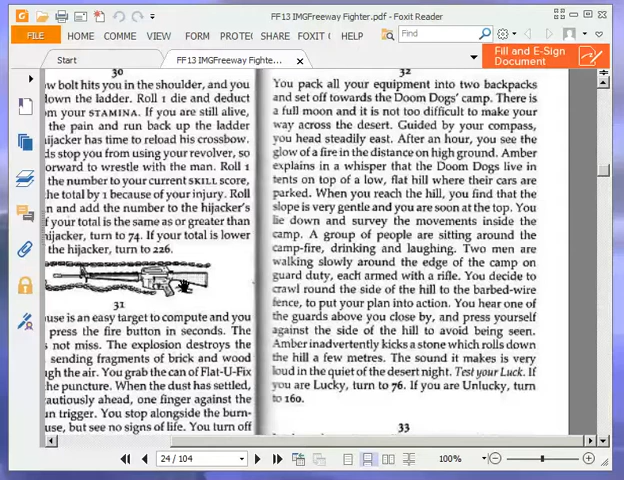 FF13 IMGFreeway Fighter.pdf - Foxit Reader
FILE HOME COMME CONVER FORM PROTEC SHARE FOXIT C HELP
Find
Start
FF13 IMGFreeway Fighte...
Fill and E-Sign
Document
30
w bolt hits you in the shoulder, and you
down the ladder. Roll 1 die and deduct
om your STAMINA. If you are still alive,
the pain and run back up the ladder
hijacker has time to reload his crossbow.
ds stop you from using your revolver, so
orward to wrestle with the man. Roll 1
the number to your current SKILL score,
the total by 1 because of your injury. Roll
n and add the number to the hijacker's
f your total is the same as or greater than
hijacker, turn to 74. If your total is lower
the hijacker, turn to 226.
31
use is an easy target to compute and you
press the fire button in seconds. The
s not miss. The explosion destroys the
sending fragments of brick and wood
gh the air. You grab the can of Flat-U-Fix
he puncture. When the dust has settled,
cautiously ahead, one finger against the
un trigger. You stop alongside the burn-
use, but see no signs of life. You turn off
32
You pack all your equipment into two backpacks
and set off towards the Doom Dogs' camp. There is
a full moon and it is not too difficult to make your
way across the desert. Guided by your compass,
you head steadily east. After an hour, you see the
glow of a fire in the distance on high ground. Amber
explains in a whisper that the Doom Dogs live in
tents on top of a low, flat hill where their cars are
parked. When you reach the hill, you find that the
slope is very gentle and you are soon at the top. You
lie down and survey the movements inside the
camp. A group of people are sitting around the
camp-fire, drinking and laughing. Two men are
walking slowly around the edge of the camp on
guard duty, each armed with a rifle. You decide to
crawl round the side of the hill to the barbed-wire
fence, to put your plan into action. You hear one of
the guards above you close by, and press yourself
against the side of the hill to avoid being seen.
Amber inadvertently kicks a stone which rolls down
the hill a few metres. The sound it makes is very
loud in the quiet of the desert night. Test your Luck. If
you are Lucky, turn to 76. If you are Unlucky, turn
to 160.
33
24 / 104
100%